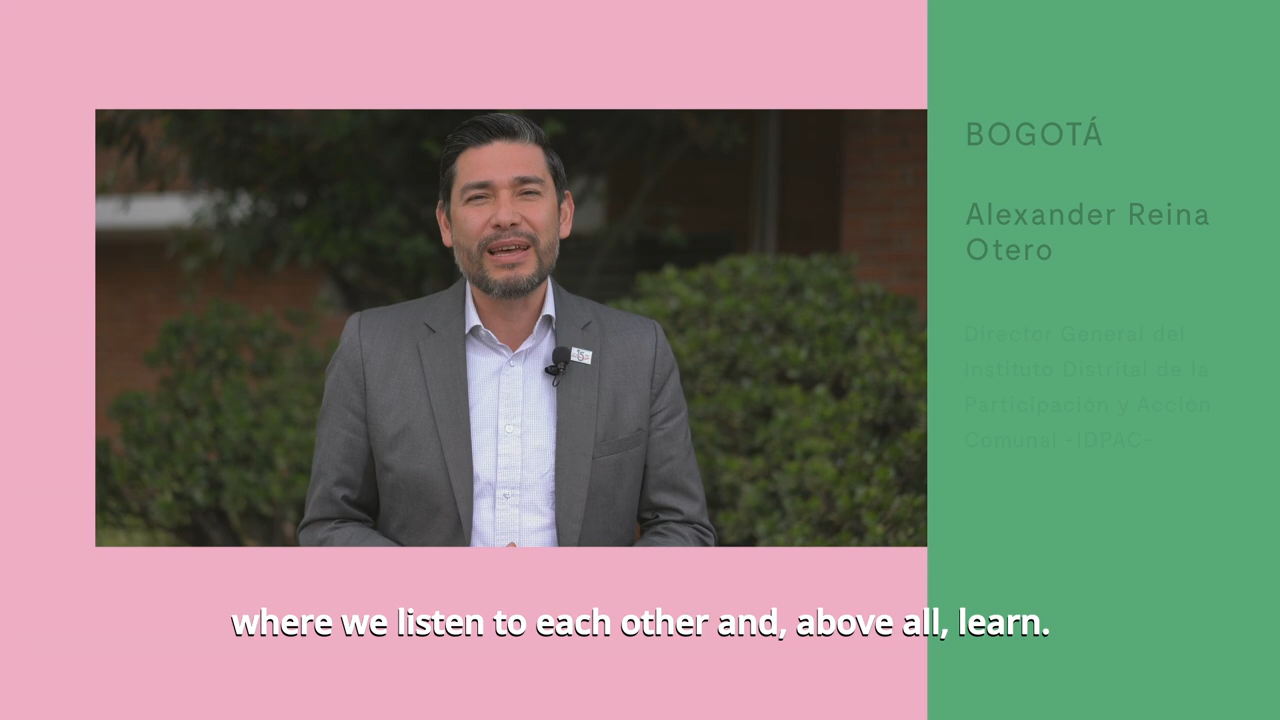 BOGOTÁ
Alexander Reina
Otero
Director General del
Instituto Distrital de la
Participación y Acción
Comunal -IDPAC-
where we listen to each other and, above all, learn.